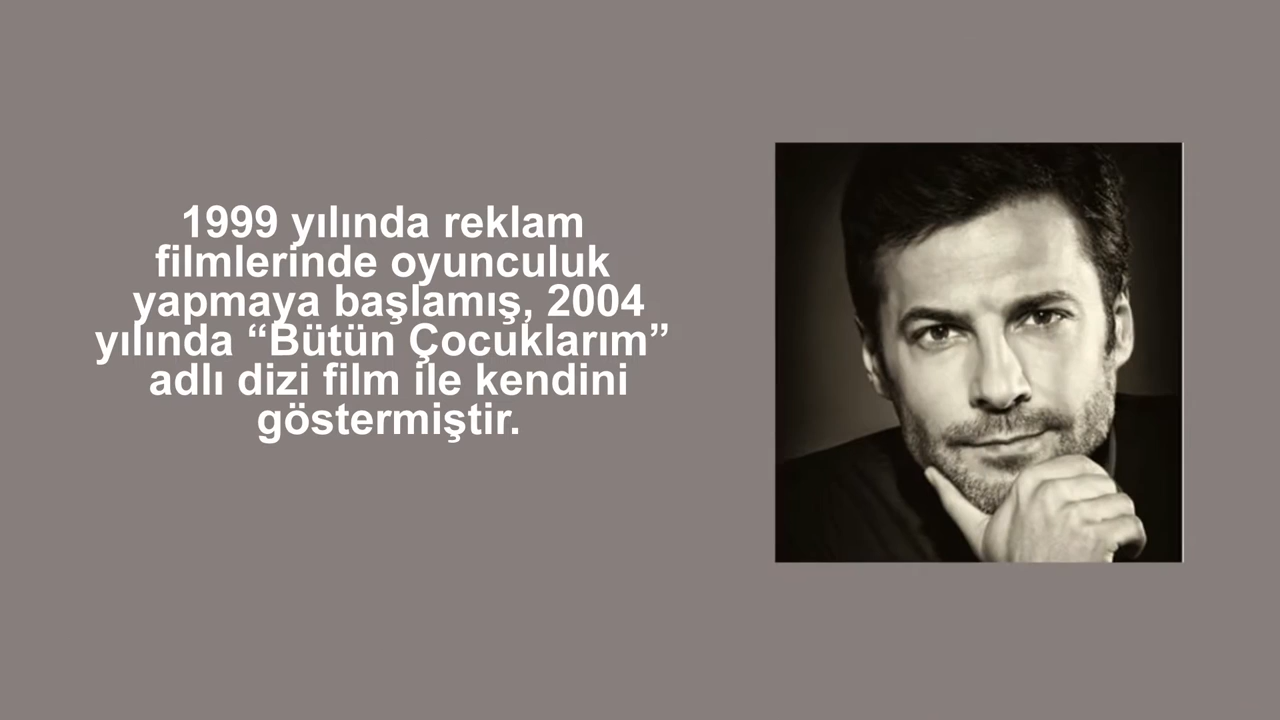 1999 yılında reklam
filmlerinde oyunculuk
yapmaya başlamış, 2004
yılında “Bütün Çocuklarım”
adlı dizi film ile kendini
göstermiştir.